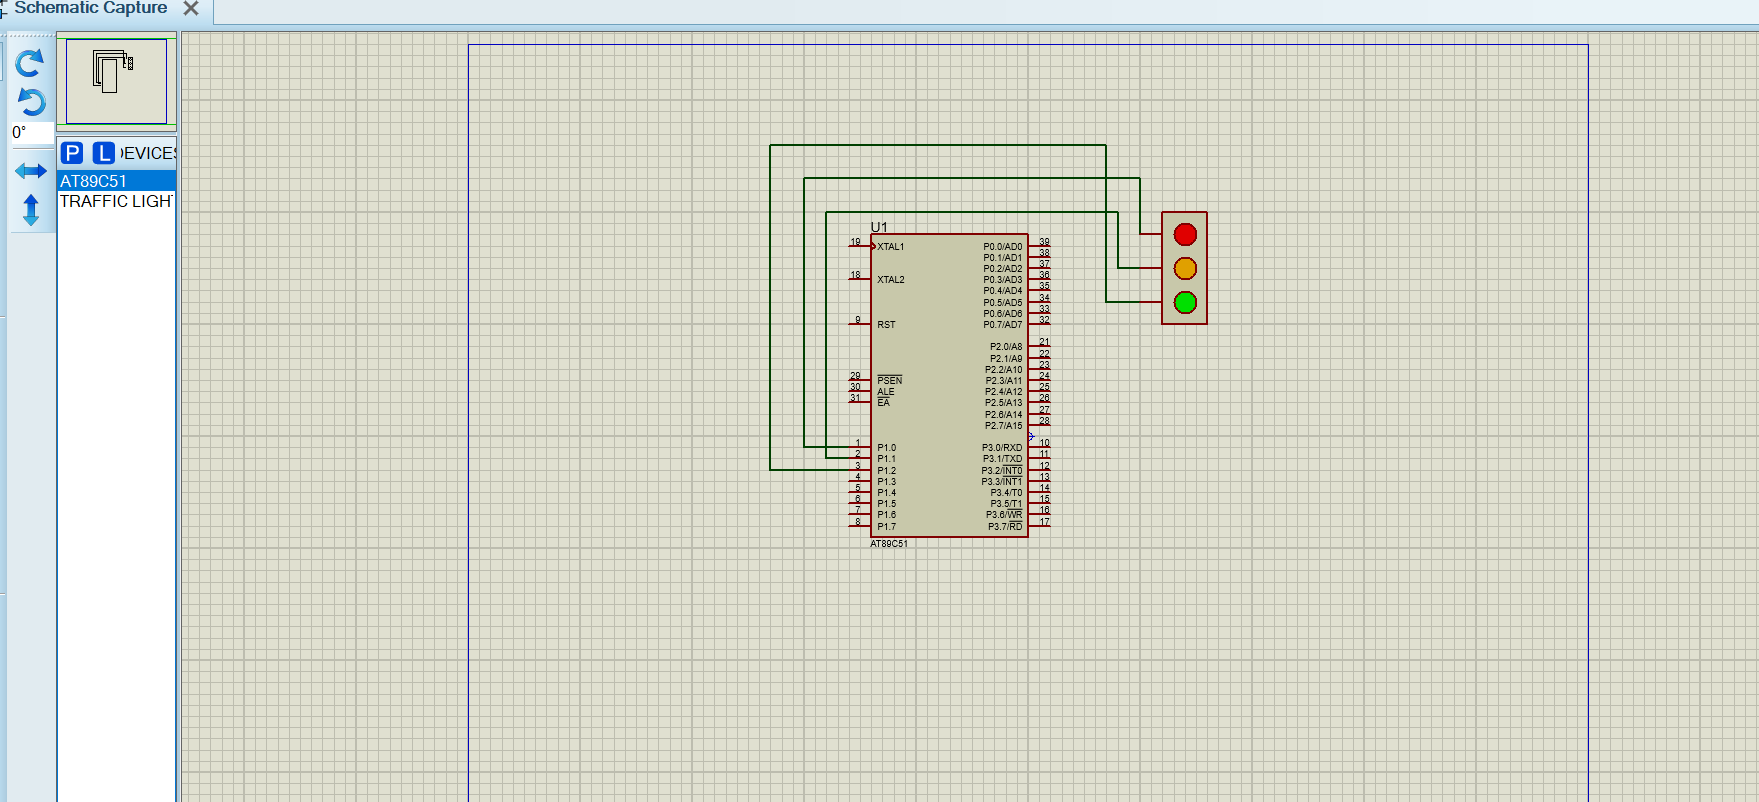 Schematic Capture
0°
P L )EVICES
AT89C51
TRAFFIC LIGHT
U1
19 XTAL1
18 XTAL2
9 RST
29 PSEN
30 ALE
31 EA
1 P1.0
2 P1.1
3 P1.2
4 P1.3
5 P1.4
6 P1.5
7 P1.6
8 P1.7
P0.0/AD0 39
P0.1/AD1 38
P0.2/AD2 37
P0.3/AD3 36
P0.4/AD4 35
P0.5/AD5 34
P0.6/AD6 33
P0.7/AD7 32
P2.0/A8 21
P2.1/A9 22
P2.2/A10 23
P2.3/A11 24
P2.4/A12 25
P2.5/A13 26
P2.6/A14 27
P2.7/A15 28
P3.0/RXD 10
P3.1/TXD 11
P3.2/INT0 12
P3.3/INT1 13
P3.4/T0 14
P3.5/T1 15
P3.6/WR 16
P3.7/RD 17
AT89C51